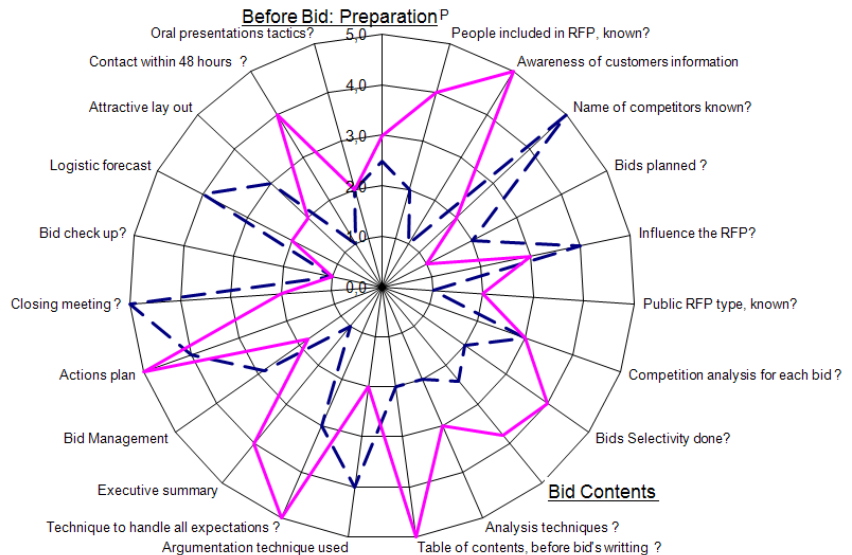 Before Bid: Preparation P
Oral presentations tactics?
5,0
People included in RFP, known?
Contact within 48 hours ?
Awareness of customers information
4,0
Attractive lay out
Name of competitors known?
3,0
Logistic forecast
Bids planned ?
2,0
Bid check up?
Influence the RFP?
1,0
Closing meeting ?
0,0
Public RFP type, known?
Actions plan
Competition analysis for each bid ?
Bid Management
Bids Selectivity done?
Executive summary
Bid Contents
Technique to handle all expectations ?
Analysis techniques ?
Argumentation technique used
Table of contents, before bid's writting ?